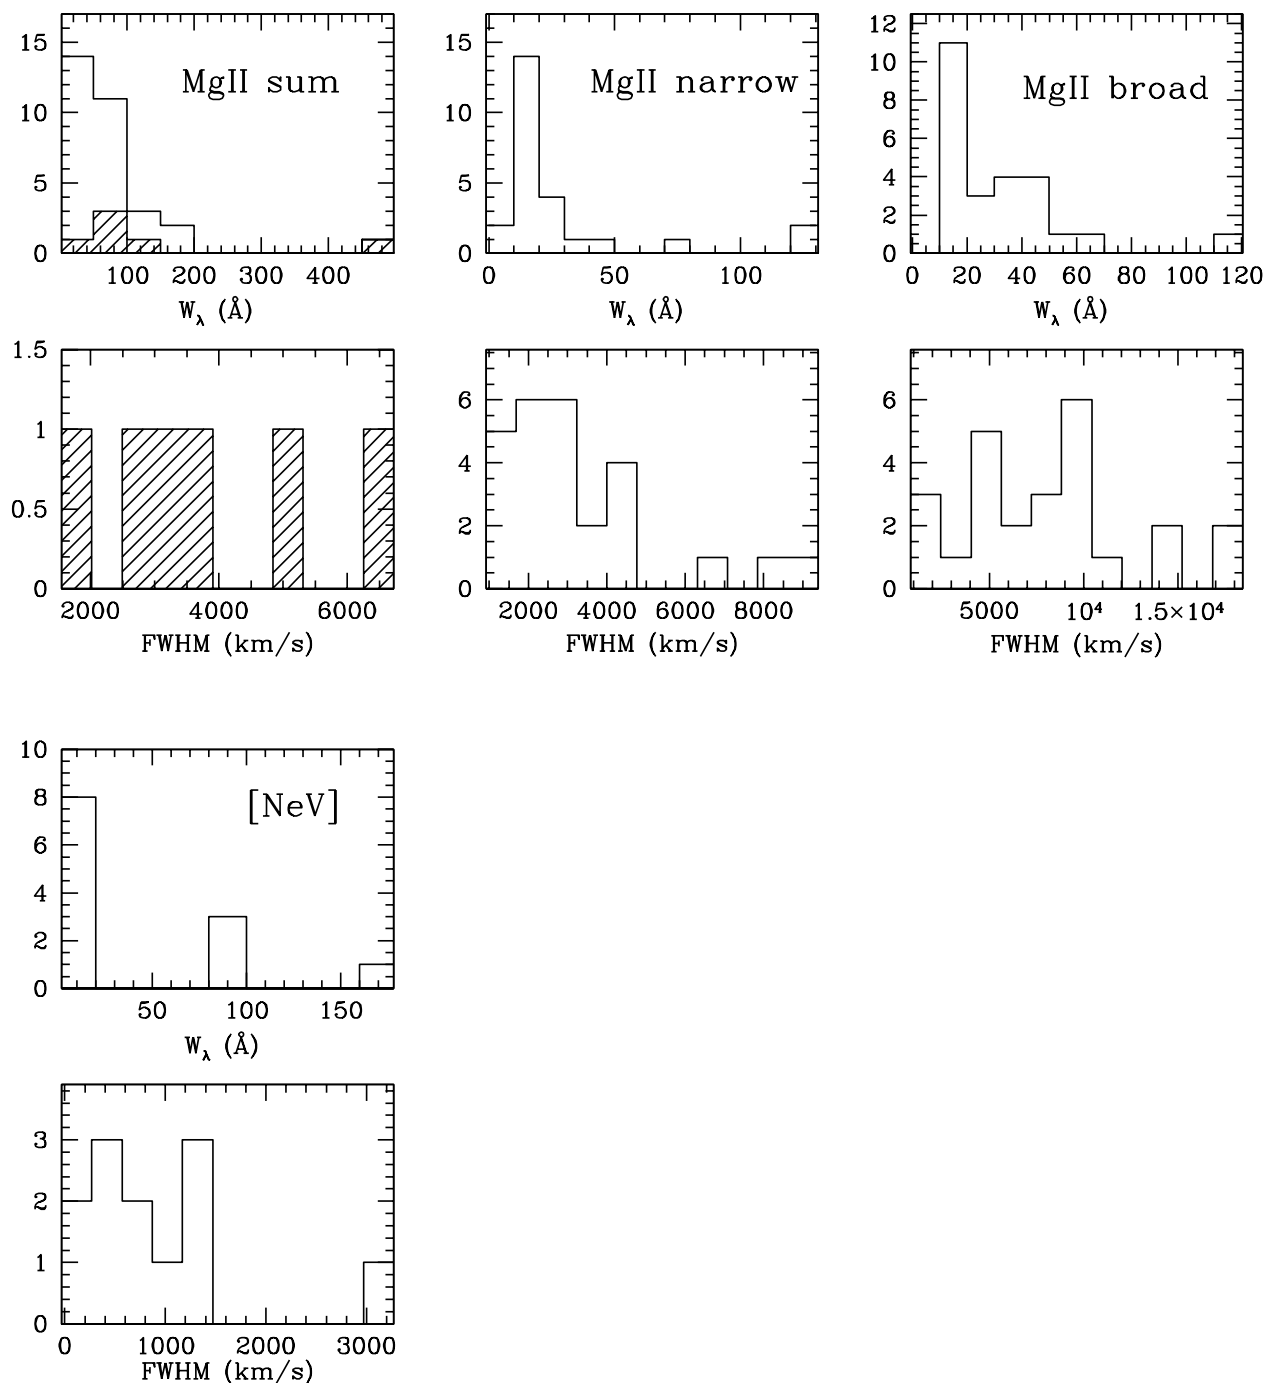 15
10
5
0
MgII sum
100 200 300 400
W_λ (Å)
15
10
5
0
MgII narrow
0 50 100
W_λ (Å)
12
10
8
6
4
2
0
MgII broad
0 20 40 60 80 100 120
W_λ (Å)
1.5
1
0.5
0
2000 4000 6000
FWHM (km/s)
6
4
2
0
2000 4000 6000 8000
FWHM (km/s)
6
4
2
0
5000 10⁴ 1.5×10⁴
FWHM (km/s)
10
8
6
4
2
0
[NeV]
50 100 150
W_λ (Å)
3
2
1
0
0 1000 2000 3000
FWHM (km/s)